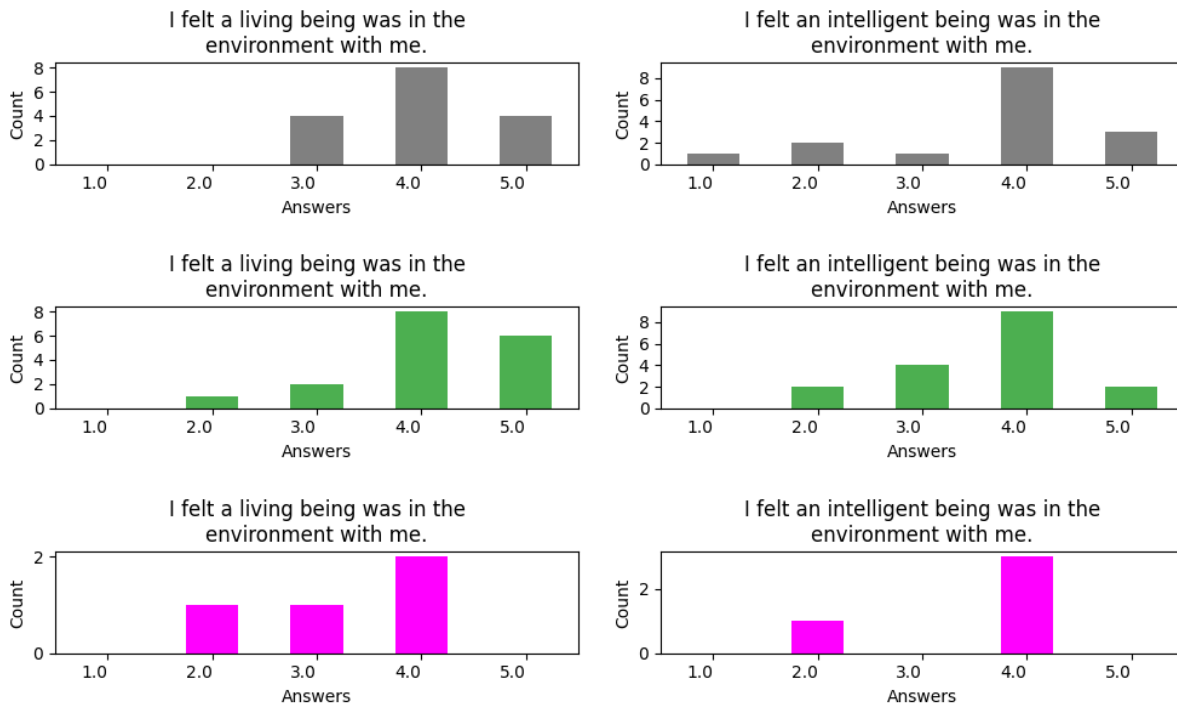 I felt a living being was in the
environment with me.
Count
8
6
4
2
0
1.0 2.0 3.0 4.0 5.0
Answers
I felt an intelligent being was in the
environment with me.
Count
8
6
4
2
0
1.0 2.0 3.0 4.0 5.0
Answers
I felt a living being was in the
environment with me.
Count
8
6
4
2
0
1.0 2.0 3.0 4.0 5.0
Answers
I felt an intelligent being was in the
environment with me.
Count
8
6
4
2
0
1.0 2.0 3.0 4.0 5.0
Answers
I felt a living being was in the
environment with me.
Count
2
0
1.0 2.0 3.0 4.0 5.0
Answers
I felt an intelligent being was in the
environment with me.
Count
2
0
1.0 2.0 3.0 4.0 5.0
Answers